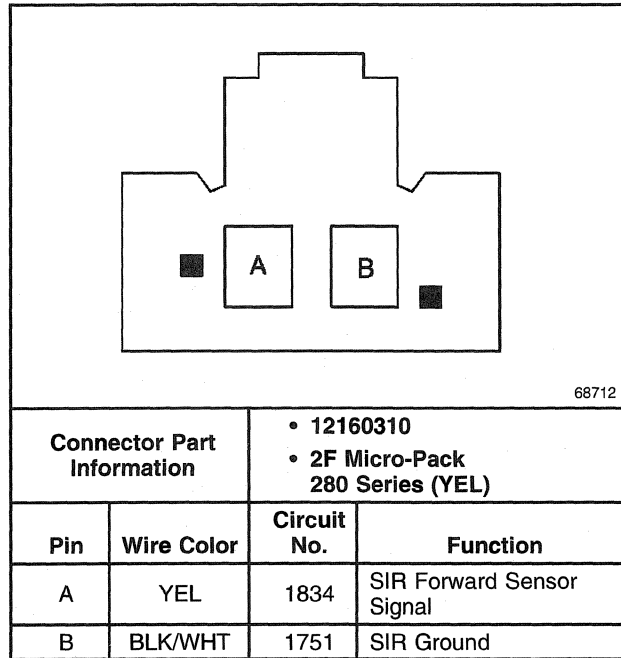 A B
68712
Connector Part Information
• 12160310
• 2F Micro-Pack 280 Series (YEL)
Pin Wire Color Circuit No. Function
A YEL 1834 SIR Forward Sensor Signal
B BLK/WHT 1751 SIR Ground